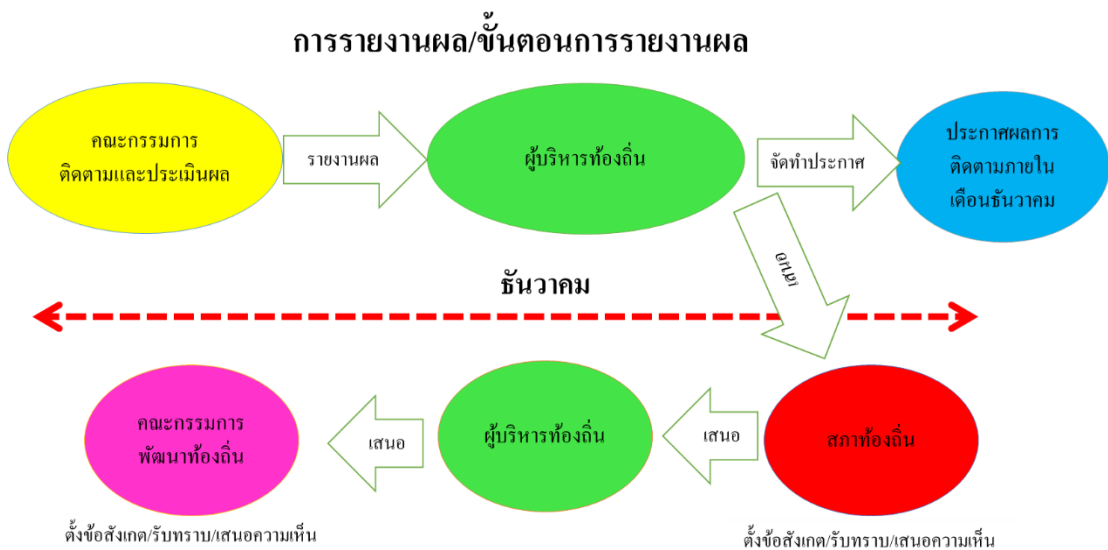 การรายงานผล/ขั้นตอนการรายงานผล
คณะกรรมการ
ติดตามและประเมินผล
รายงานผล
ผู้บริหารท้องถิ่น
จัดทำประกาศ
ประกาศผลการ
ติดตามภายใน
เดือนธันวาคม
เสนอ
ธันวาคม
คณะกรรมการ
พัฒนาท้องถิ่น
เสนอ
ผู้บริหารท้องถิ่น
เสนอ
สภาท้องถิ่น
ตั้งข้อสังเกต/รับทราบ/เสนอความเห็น
ตั้งข้อสังเกต/รับทราบ/เสนอความเห็น